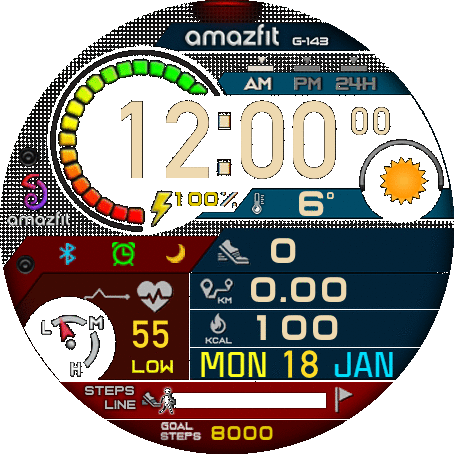 amazfit G-143
AM PM 24H
12:00 00
100%
6°
amazfit
0
KM 0.00
L M H
55
LOW
KCAL 100
MON 18 JAN
STEPS
LINE
GOAL
STEPS 8000